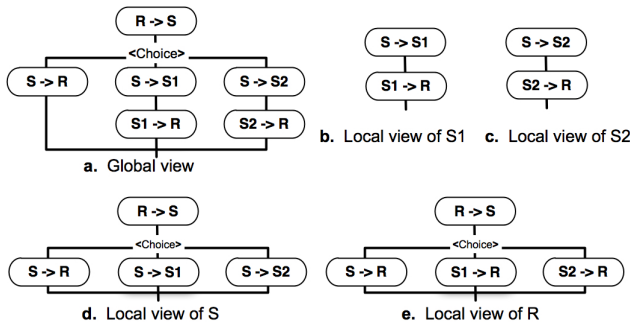 R -> S
<Choice>
S -> R
S -> S1
S -> S2
S1 -> R
S2 -> R
a. Global view
S -> S1
S1 -> R
b. Local view of S1
S -> S2
S2 -> R
c. Local view of S2
R -> S
<Choice>
S -> R
S -> S1
S -> S2
d. Local view of S
R -> S
<Choice>
S -> R
S1 -> R
S2 -> R
e. Local view of R